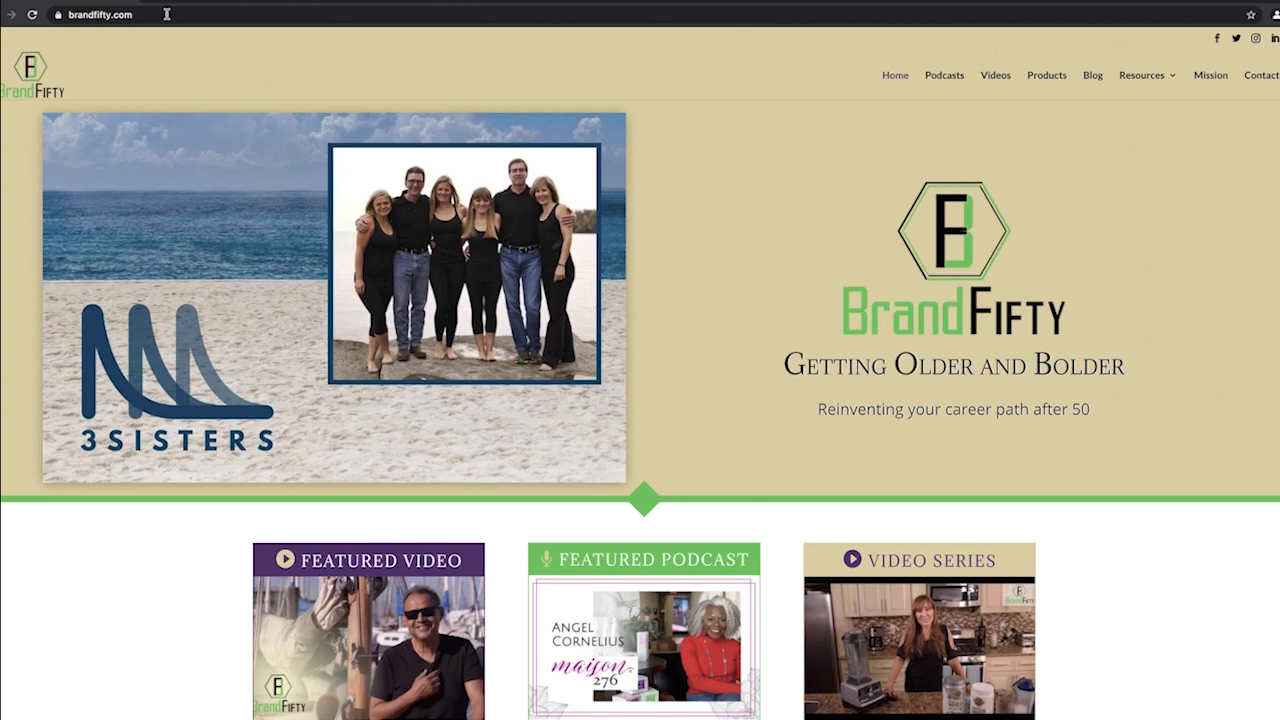 brandfifty.com
BrandFIFTY
Home Podcasts Videos Products Blog Resources Mission Contact
3SISTERS
BrandFIFTY
GETTING OLDER AND BOLDER
Reinventing your career path after 50
FEATURED VIDEO
FEATURED PODCAST
VIDEO SERIES
ANGEL
CORNELIUS
maison
276
BrandFIFTY
BrandFIFTY